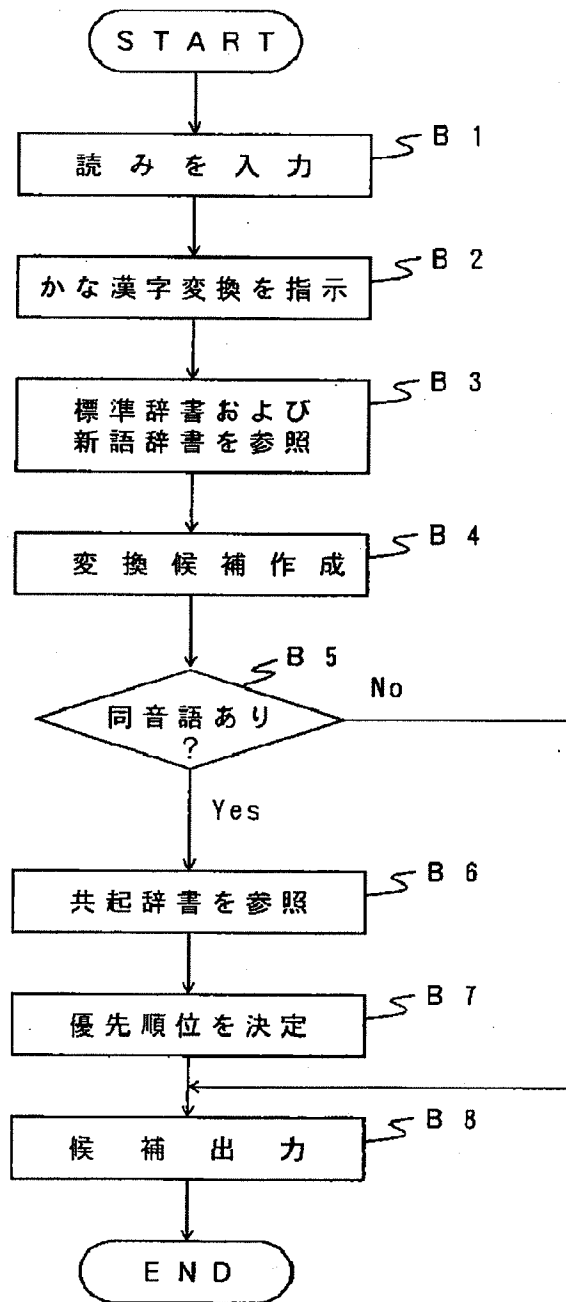 START
読みを入力
B1
かな漢字変換を指示
B2
標準辞書および
新語辞書を参照
B3
変換候補作成
B4
同音語あり
?
B5
No
Yes
共起辞書を参照
B6
優先順位を決定
B7
候補出力
B8
END